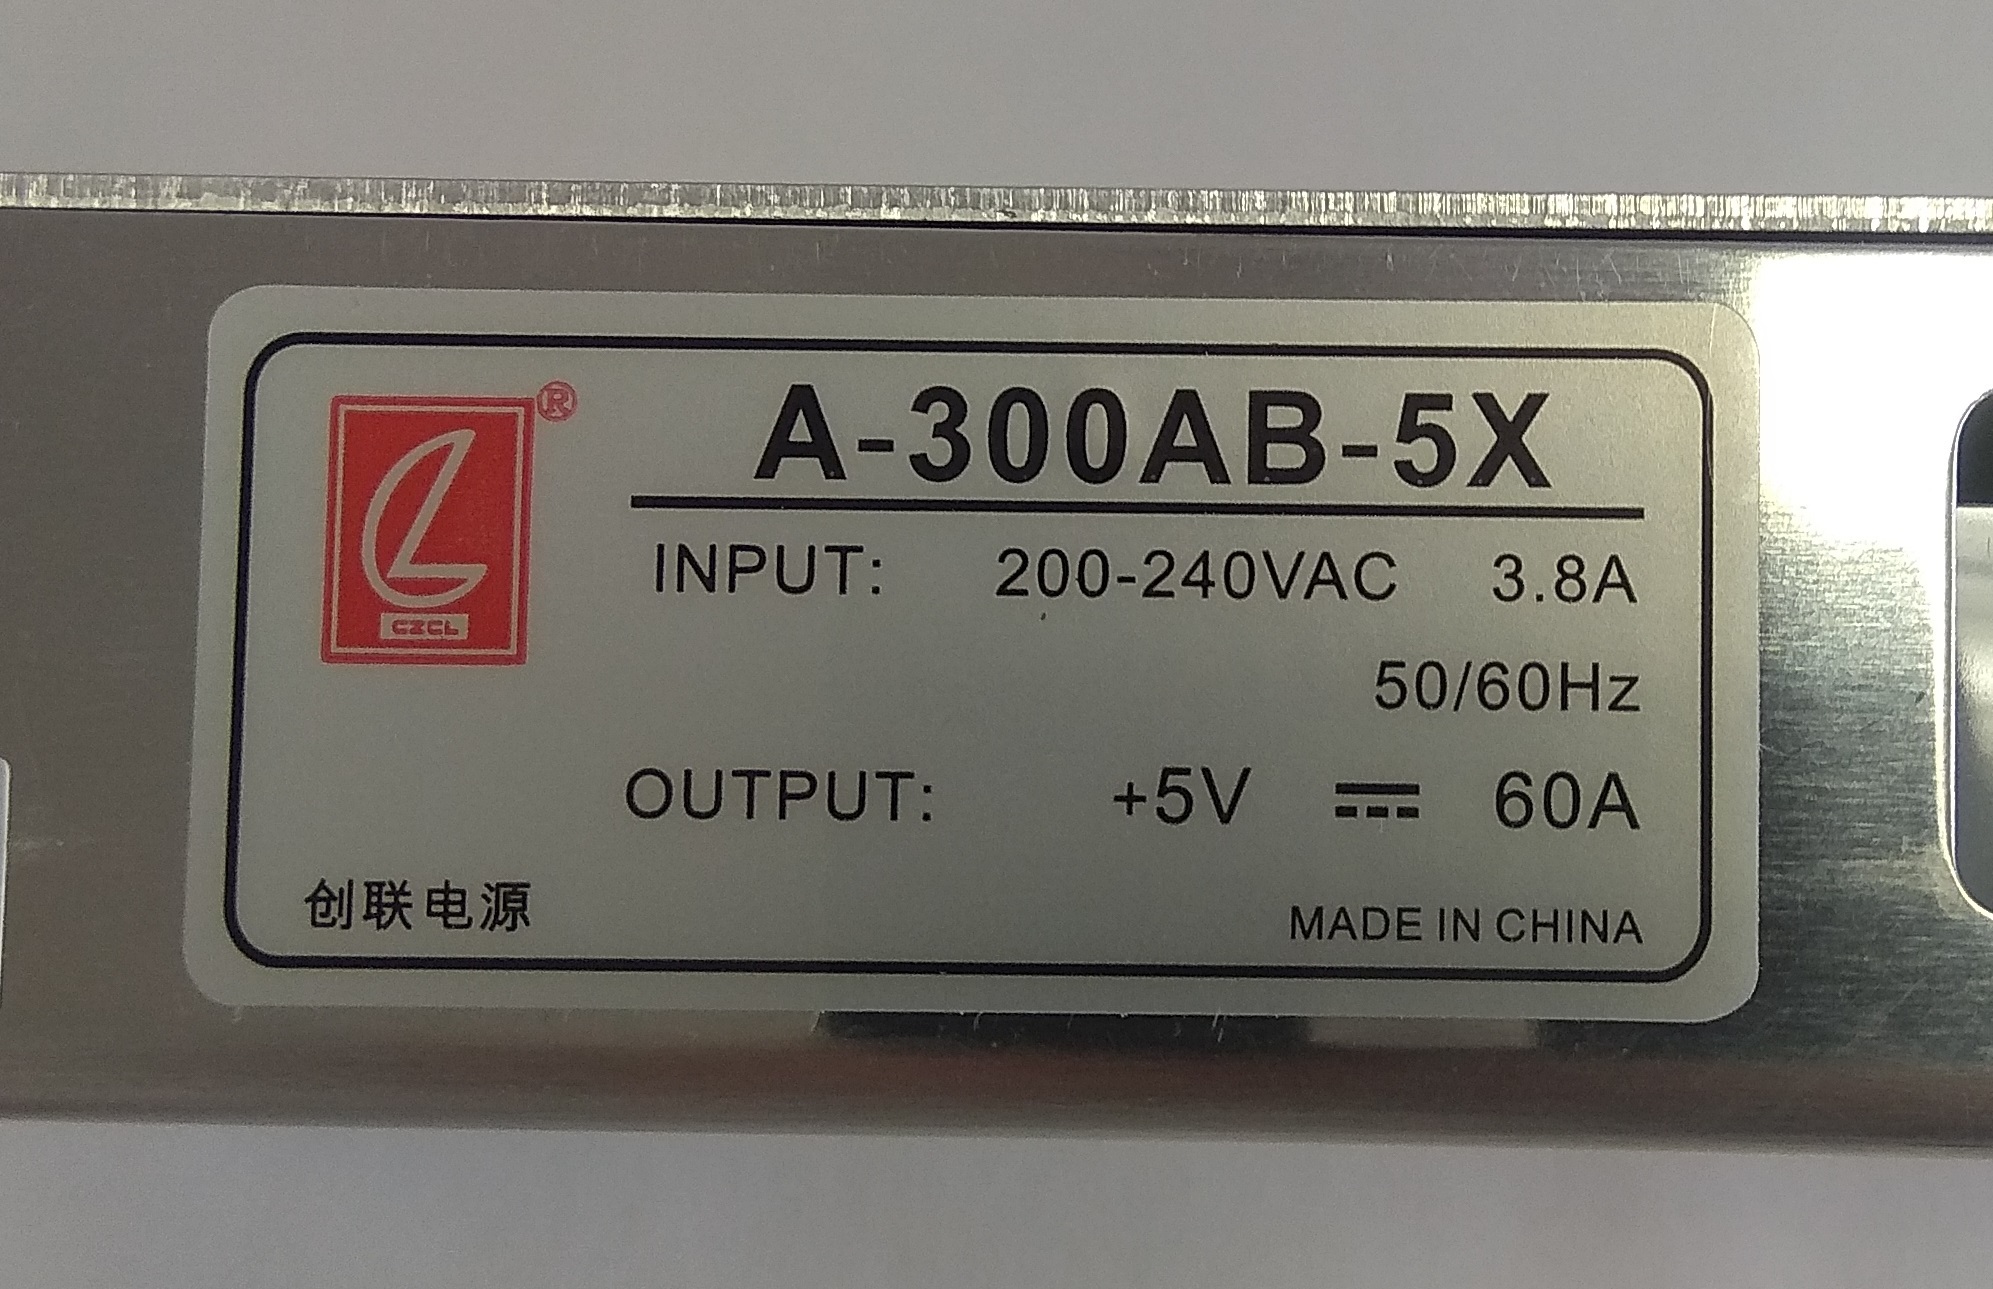 A-300AB-5X
®
CZCL
INPUT: 200-240VAC 3.8A
50/60Hz
OUTPUT: +5V ⎓ 60A
创联电源
MADE IN CHINA